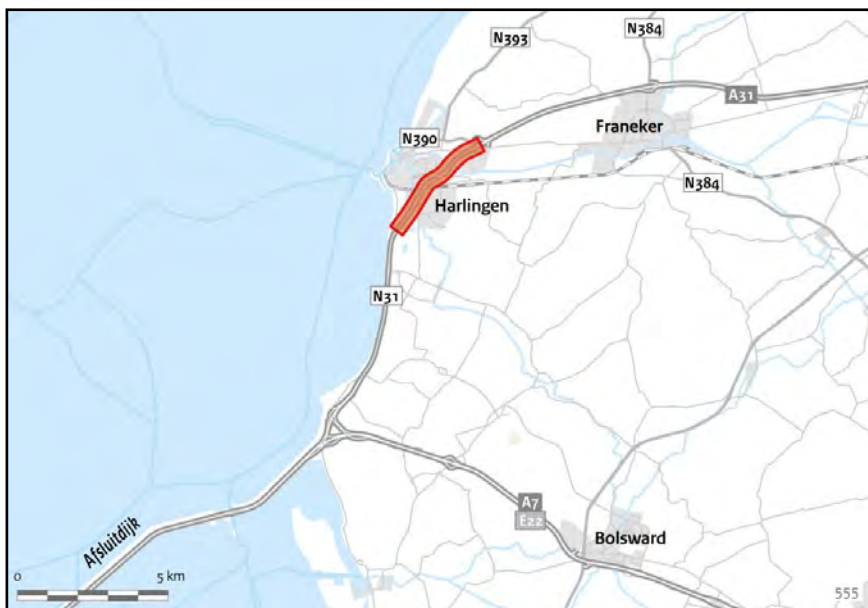 N393
N384
A31
N390
Franeker
N384
Harlingen
N31
A7
E22
Bolsward
Afsluitdijk
0
5 km
555